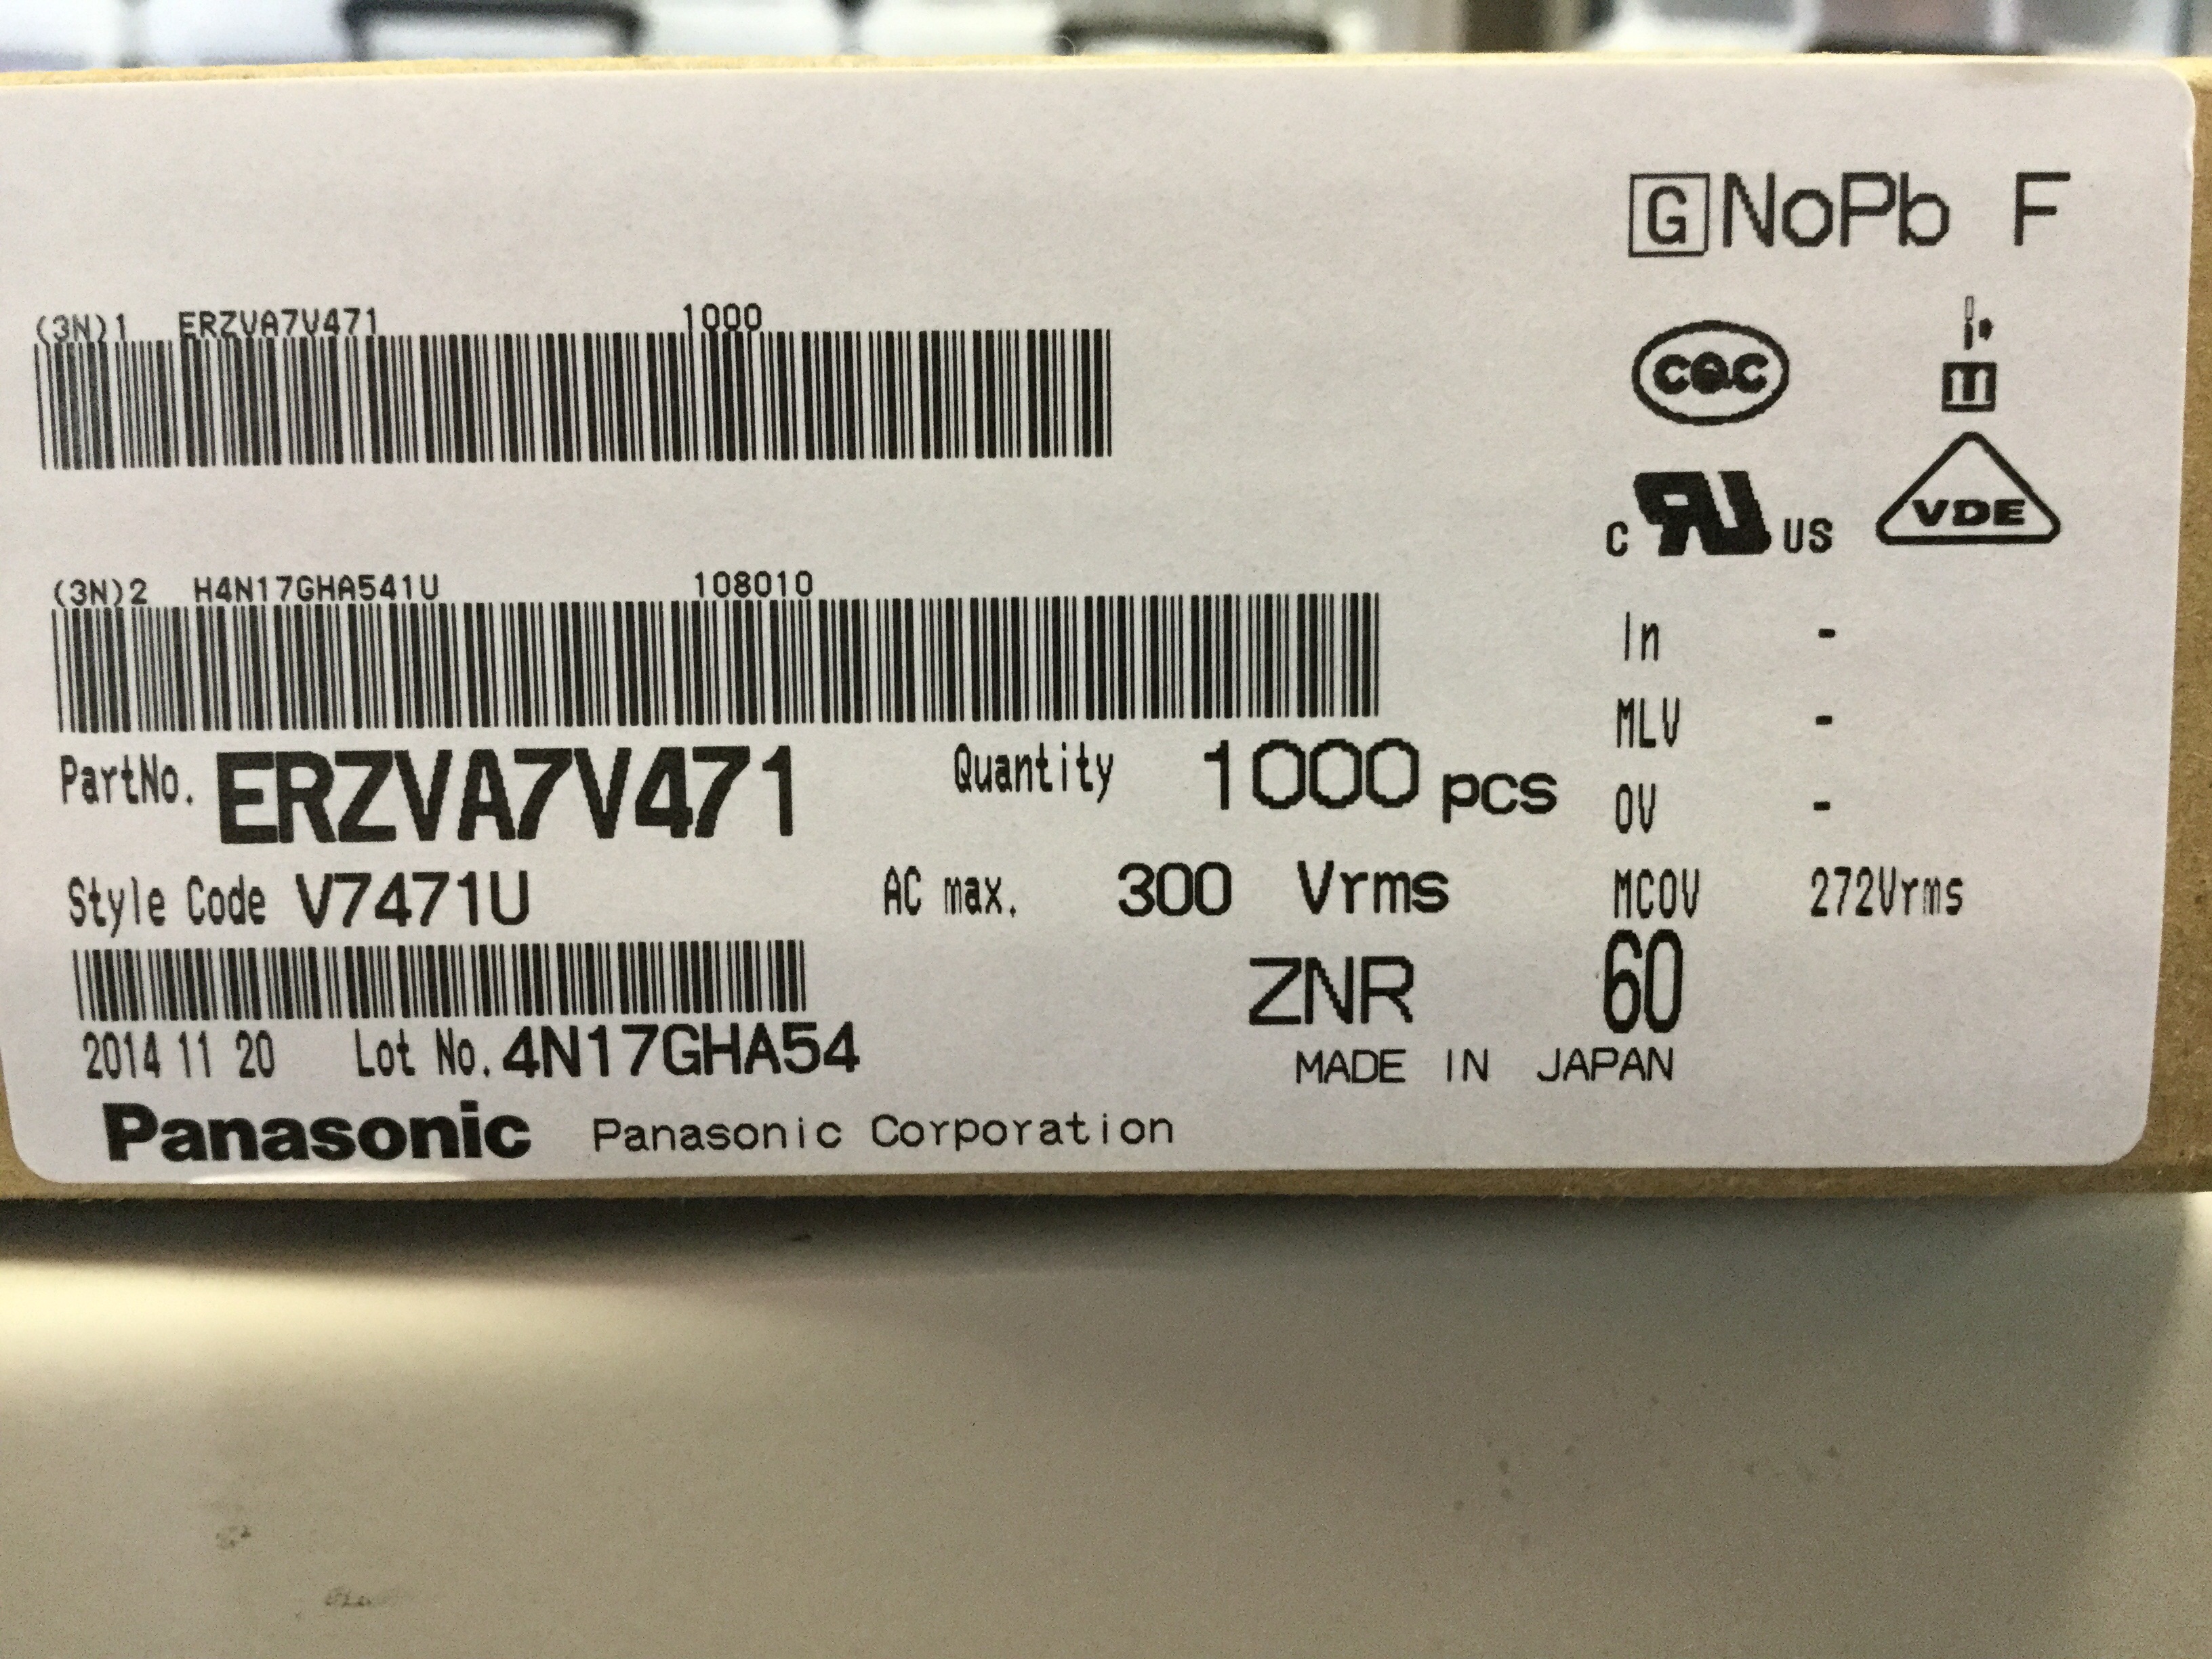 G NoPb F
(3N)1 ERZVA7V471 1000
CQC
c RU US
VDE
(3N)2 H4N17GHA541U 108010
In -
MLV -
PartNo. ERZVA7V471 Quantity 1000 pcs
OV -
Style Code V7471U AC max. 300 Vrms
MCOV 272Vrms
ZNR 60
2014 11 20 Lot No. 4N17GHA54
MADE IN JAPAN
Panasonic Panasonic Corporation